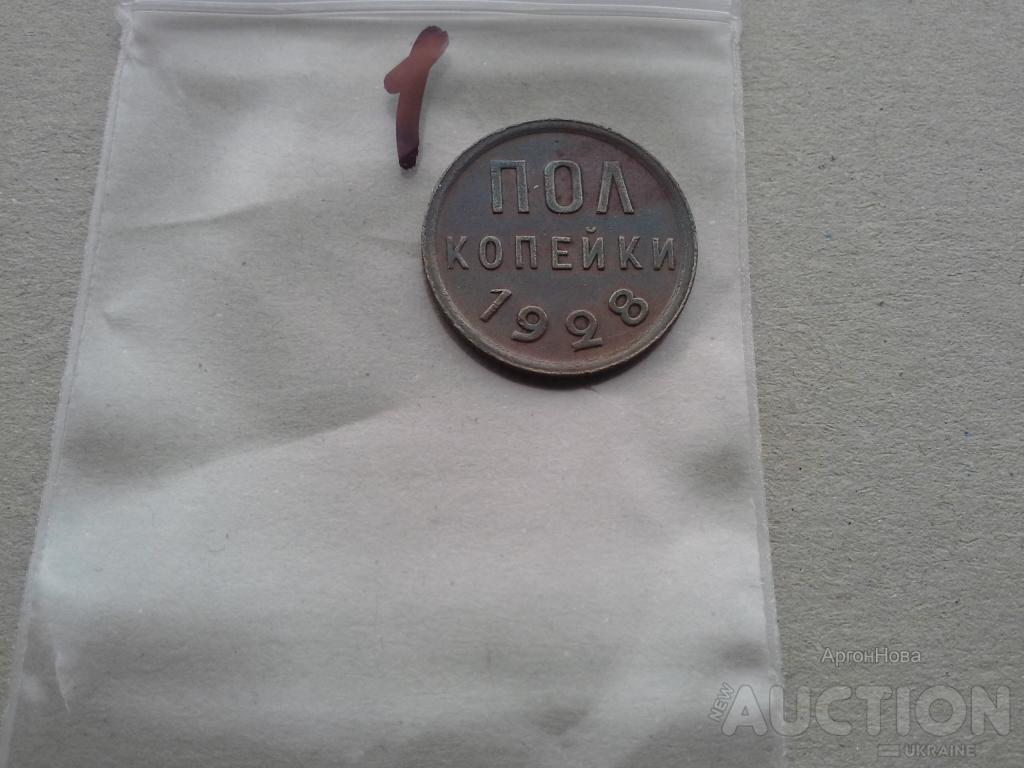 1
ПОЛ
КОПЕЙКИ
1928
АргонНова
NEW AUCTION
UKRAINE